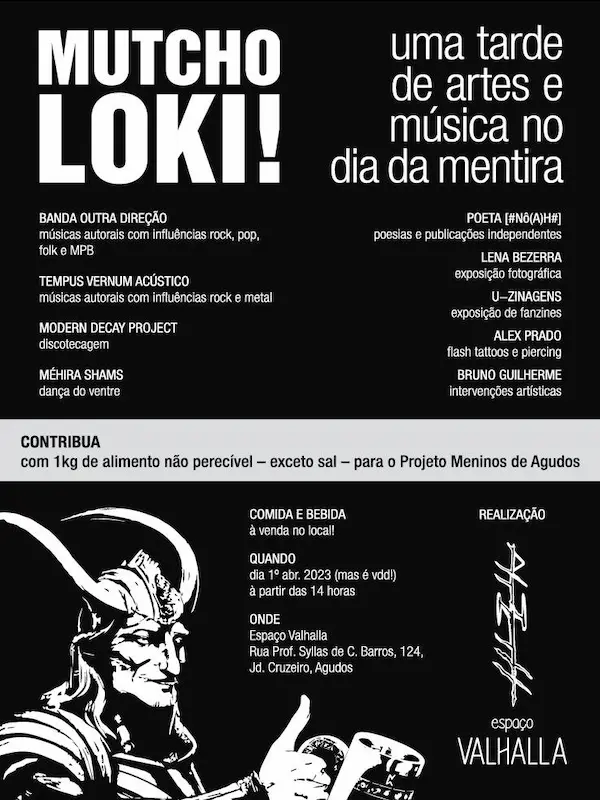 MUTCHO
LOKI!
uma tarde
de artes e
música no
dia da mentira
BANDA OUTRA DIREÇÃO
músicas autorais com influências rock, pop,
folk e MPB
TEMPUS VERNUM ACÚSTICO
músicas autorais com influências rock e metal
MODERN DECAY PROJECT
discotecagem
MÉHIRA SHAMS
dança do ventre
POETA [#Nô(A)H#]
poesias e publicações independentes
LENA BEZERRA
exposição fotográfica
U–ZINAGENS
exposição de fanzines
ALEX PRADO
flash tattoos e piercing
BRUNO GUILHERME
intervenções artísticas
CONTRIBUA
com 1kg de alimento não perecível – exceto sal – para o Projeto Meninos de Agudos
COMIDA E BEBIDA
à venda no local!
QUANDO
dia 1º abr. 2023 (mas é vdd!)
à partir das 14 horas
ONDE
Espaço Valhalla
Rua Prof. Syllas de C. Barros, 124,
Jd. Cruzeiro, Agudos
REALIZAÇÃO
espaço
VALHALLA